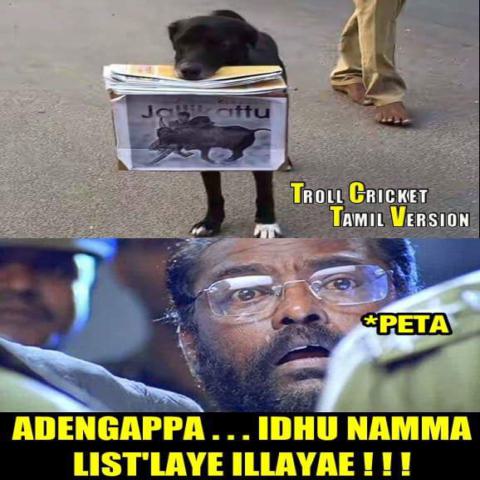 Jallikattu
TROLL CRICKET
TAMIL VERSION
*PETA
ADENGAPPA . . . IDHU NAMMA
LIST'LAYE ILLAYAE ! ! !